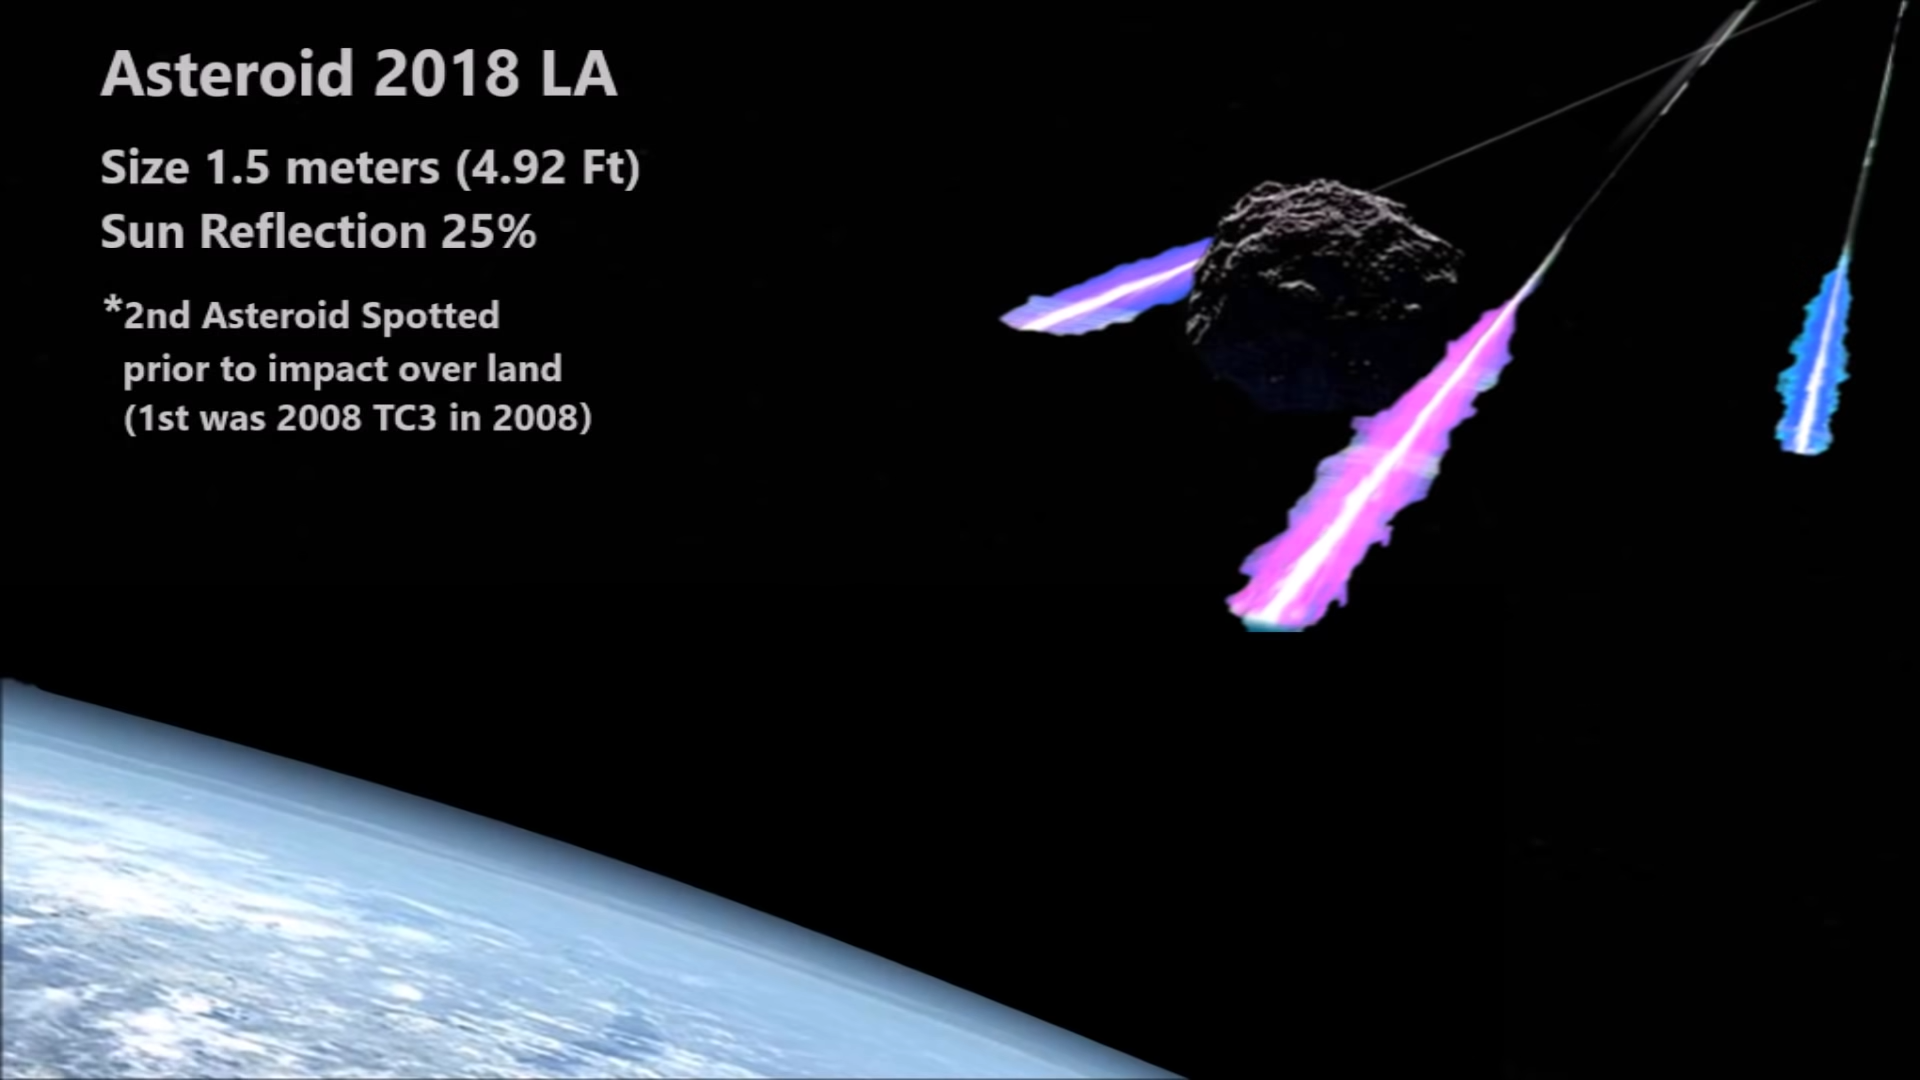 Asteroid 2018 LA
Size 1.5 meters (4.92 Ft)
Sun Reflection 25%
*2nd Asteroid Spotted
prior to impact over land
(1st was 2008 TC3 in 2008)